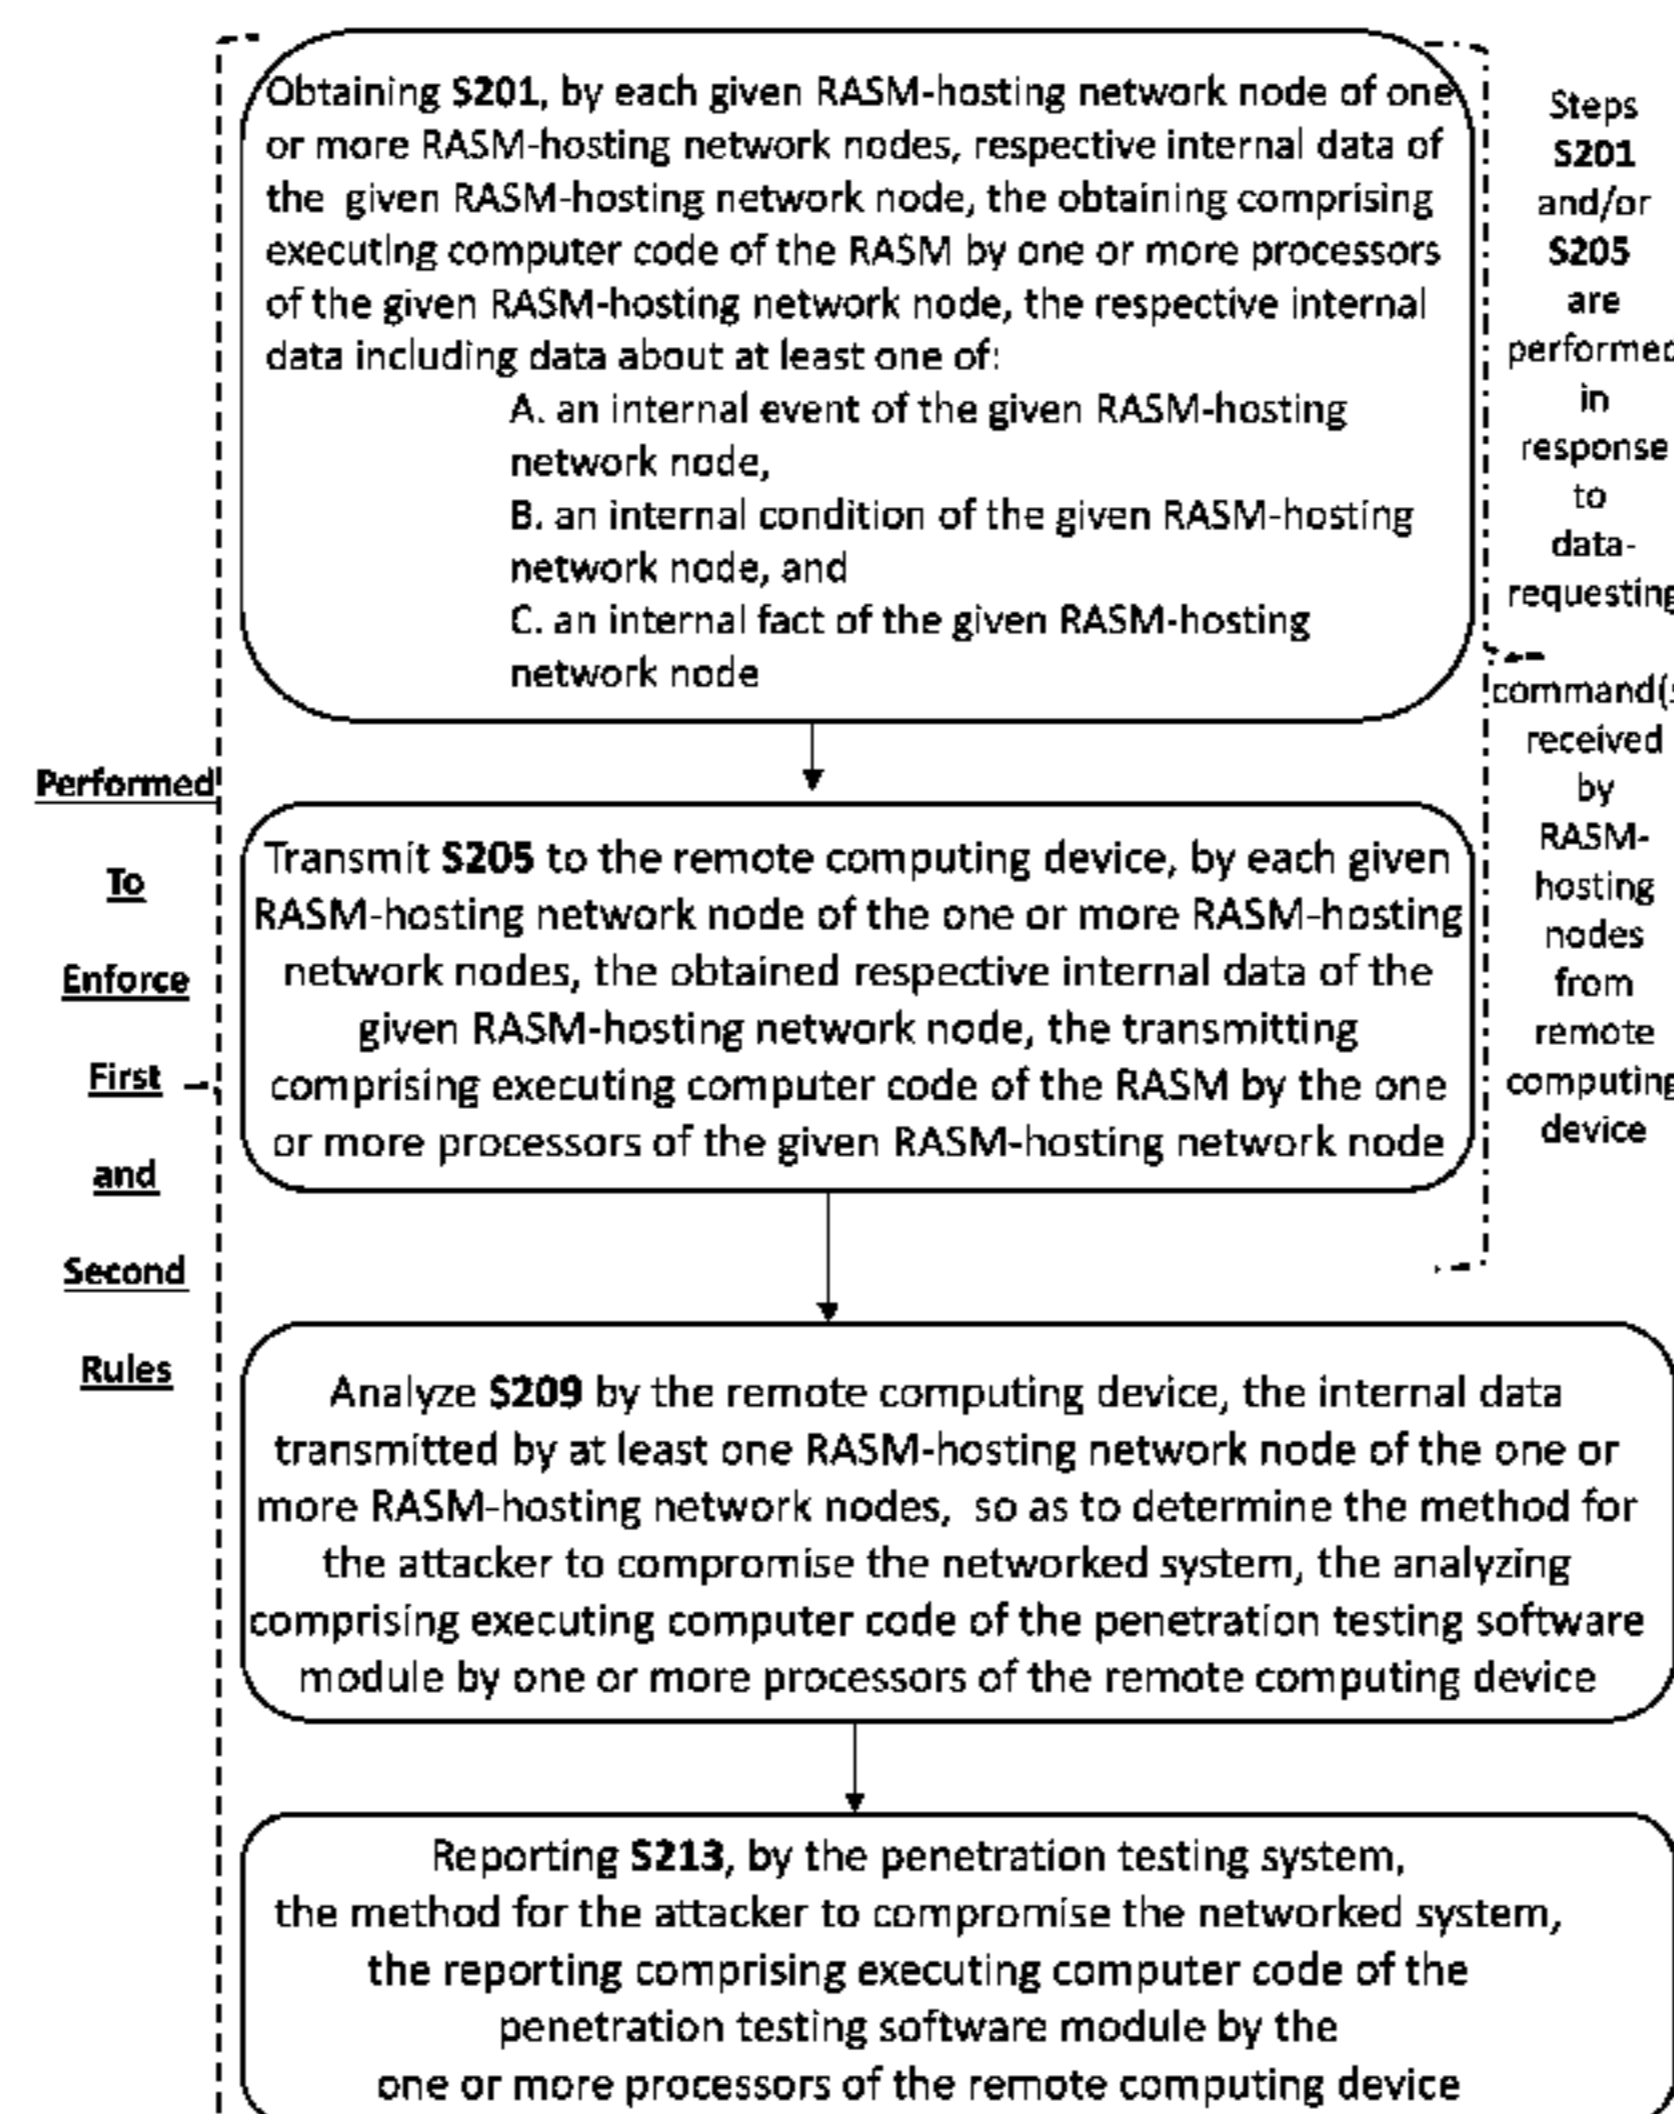 Obtaining S201, by each given RASM-hosting network node of one
or more RASM-hosting network nodes, respective internal data of
the given RASM-hosting network node, the obtaining comprising
executing computer code of the RASM by one or more processors
of the given RASM-hosting network node, the respective internal
data including data about at least one of:
A. an internal event of the given RASM-hosting
network node,
B. an internal condition of the given RASM-hosting
network node, and
C. an internal fact of the given RASM-hosting
network node
Steps
S201
and/or
S205
are
performed
in
response
to
data-
requesting
command(s
received
by
RASM-
hosting
nodes
from
remote
computing
device
Performed
To
Enforce
First
and
Second
Rules
Transmit S205 to the remote computing device, by each given
RASM-hosting network node of the one or more RASM-hosting
network nodes, the obtained respective internal data of the
given RASM-hosting network node, the transmitting
comprising executing computer code of the RASM by the one
or more processors of the given RASM-hosting network node
Analyze S209 by the remote computing device, the internal data
transmitted by at least one RASM-hosting network node of the one or
more RASM-hosting network nodes, so as to determine the method for
the attacker to compromise the networked system, the analyzing
comprising executing computer code of the penetration testing software
module by one or more processors of the remote computing device
Reporting S213, by the penetration testing system,
the method for the attacker to compromise the networked system,
the reporting comprising executing computer code of the
penetration testing software module by the
one or more processors of the remote computing device